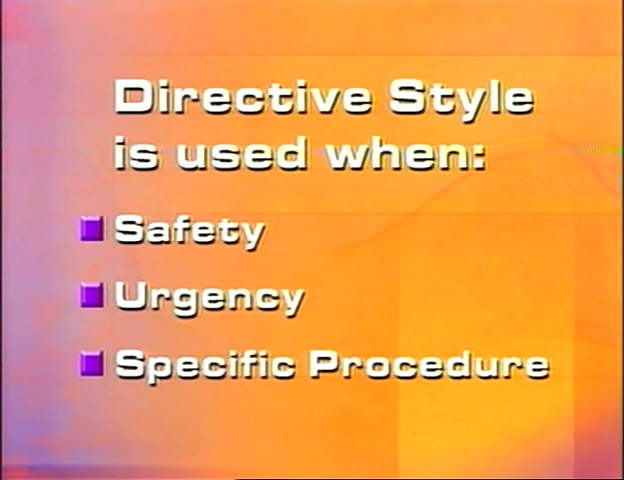 Directive Style
is used when:
Safety
Urgency
Specific Procedure